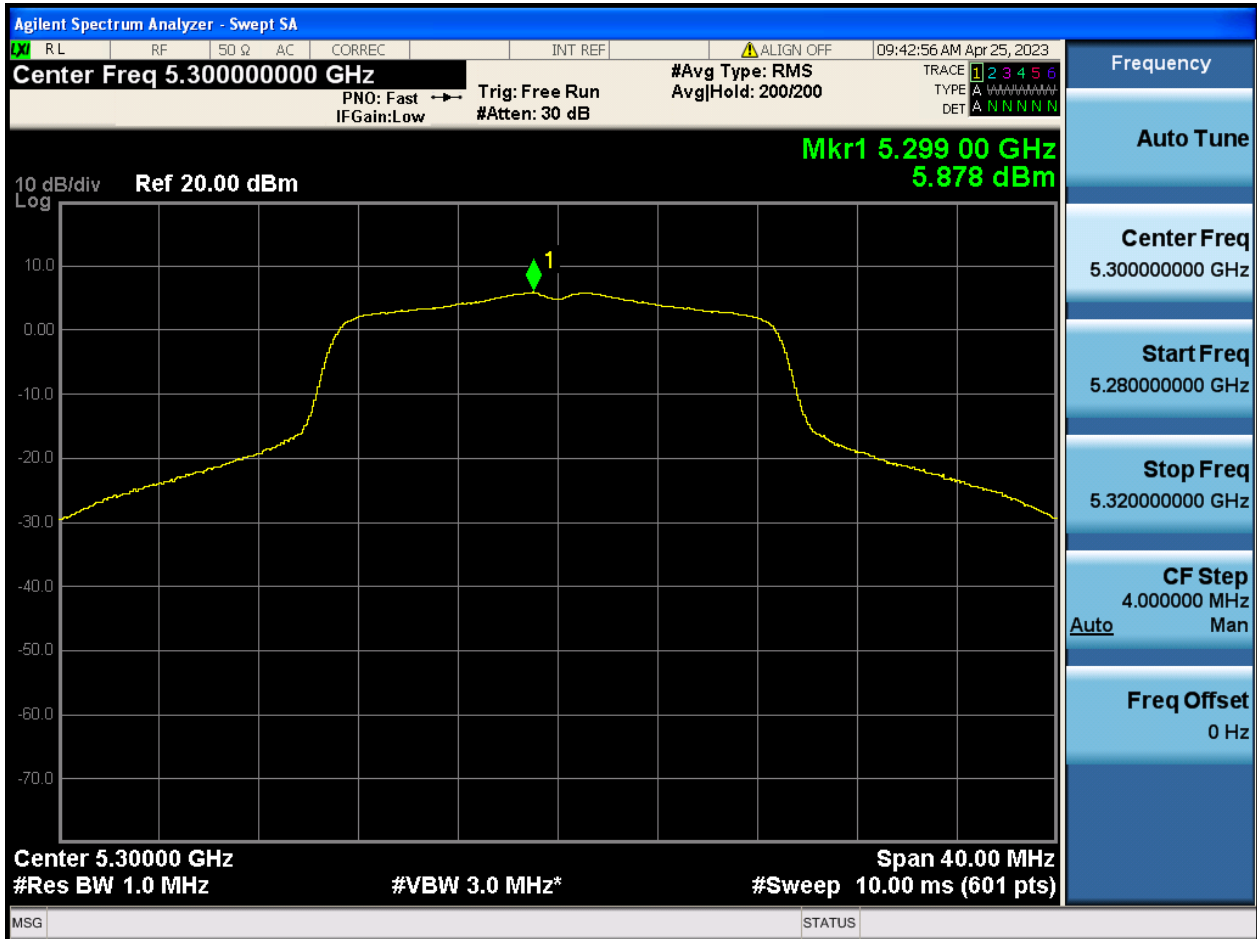 Agilent Spectrum Analyzer - Swept SA
LXI RL RF 50 Ω AC CORREC INT REF ALIGN OFF 09:42:56 AM Apr 25, 2023
Center Freq 5.300000000 GHz
PNO: Fast
IFGain:Low
Trig: Free Run
#Atten: 30 dB
#Avg Type: RMS
Avg|Hold: 200/200
TRACE 1 2 3 4 5 6
TYPE A WWWWWW
DET A N N N N N
Mkr1 5.299 00 GHz
5.878 dBm
10 dB/div Ref 20.00 dBm
Log
1
10.0
0.00
-10.0
-20.0
-30.0
-40.0
-50.0
-60.0
-70.0
Center 5.30000 GHz Span 40.00 MHz
#Res BW 1.0 MHz #VBW 3.0 MHz* #Sweep 10.00 ms (601 pts)
MSG STATUS
Frequency
Auto Tune
Center Freq
5.300000000 GHz
Start Freq
5.280000000 GHz
Stop Freq
5.320000000 GHz
CF Step
4.000000 MHz
Auto Man
Freq Offset
0 Hz